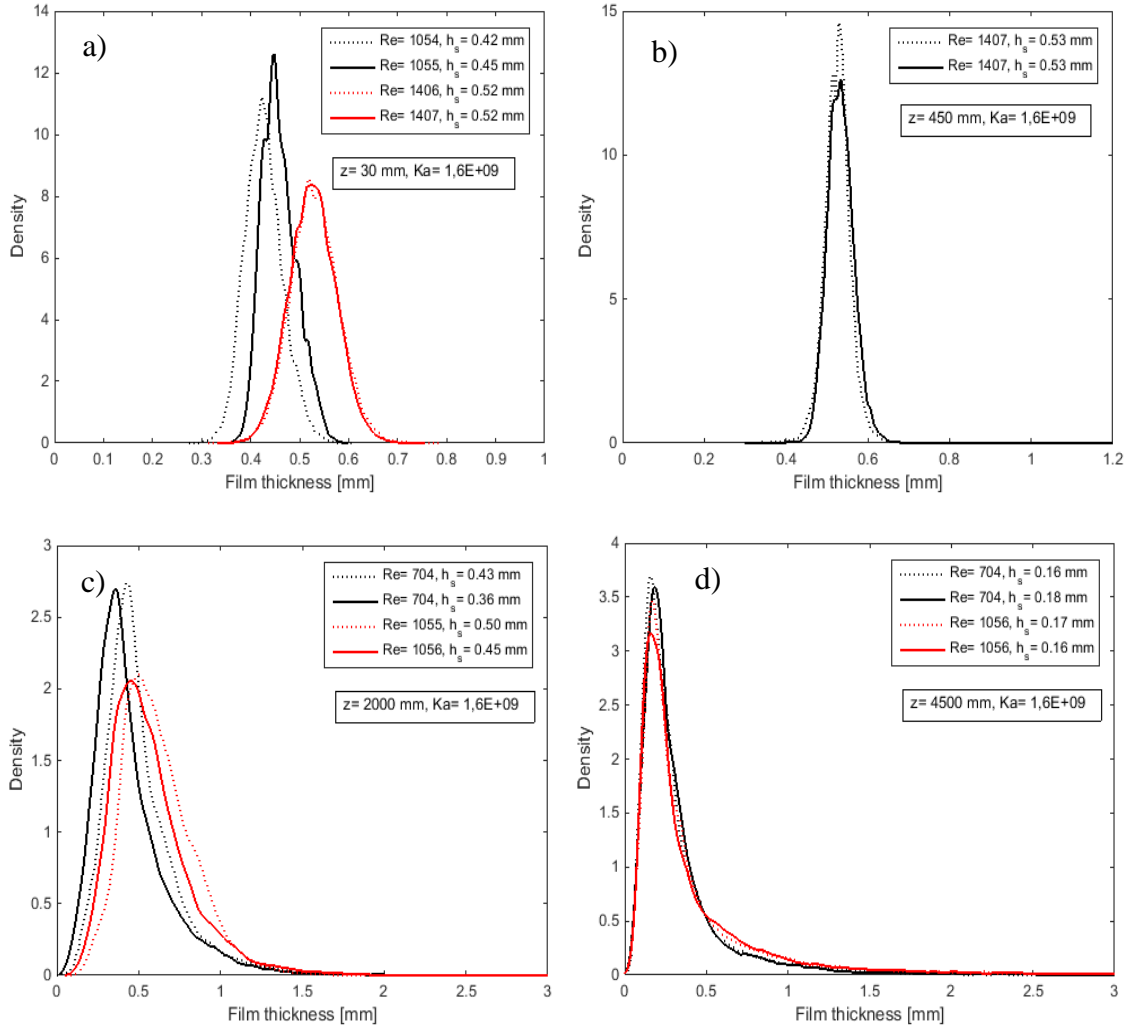 a)
14
12
10
8
6
4
2
0
Density
0 0.1 0.2 0.3 0.4 0.5 0.6 0.7 0.8 0.9 1
Film thickness [mm]
Re= 1054, h_s= 0.42 mm
Re= 1055, h_s= 0.45 mm
Re= 1406, h_s= 0.52 mm
Re= 1407, h_s= 0.52 mm
z= 30 mm, Ka= 1,6E+09
b)
15
10
5
0
Density
0 0.2 0.4 0.6 0.8 1 1.2
Film thickness [mm]
Re= 1407, h_s= 0.53 mm
Re= 1407, h_s= 0.53 mm
z= 450 mm, Ka= 1,6E+09
c)
3
2.5
2
1.5
1
0.5
0
Density
0 0.5 1 1.5 2 2.5 3
Film thickness [mm]
Re= 704, h_s= 0.43 mm
Re= 704, h_s= 0.36 mm
Re= 1055, h_s= 0.50 mm
Re= 1056, h_s= 0.45 mm
z= 2000 mm, Ka= 1,6E+09
d)
4
3.5
3
2.5
2
1.5
1
0.5
0
Density
0 0.5 1 1.5 2 2.5 3
Film thickness [mm]
Re= 704, h_s= 0.16 mm
Re= 704, h_s= 0.18 mm
Re= 1056, h_s= 0.17 mm
Re= 1056, h_s= 0.16 mm
z= 4500 mm, Ka= 1,6E+09